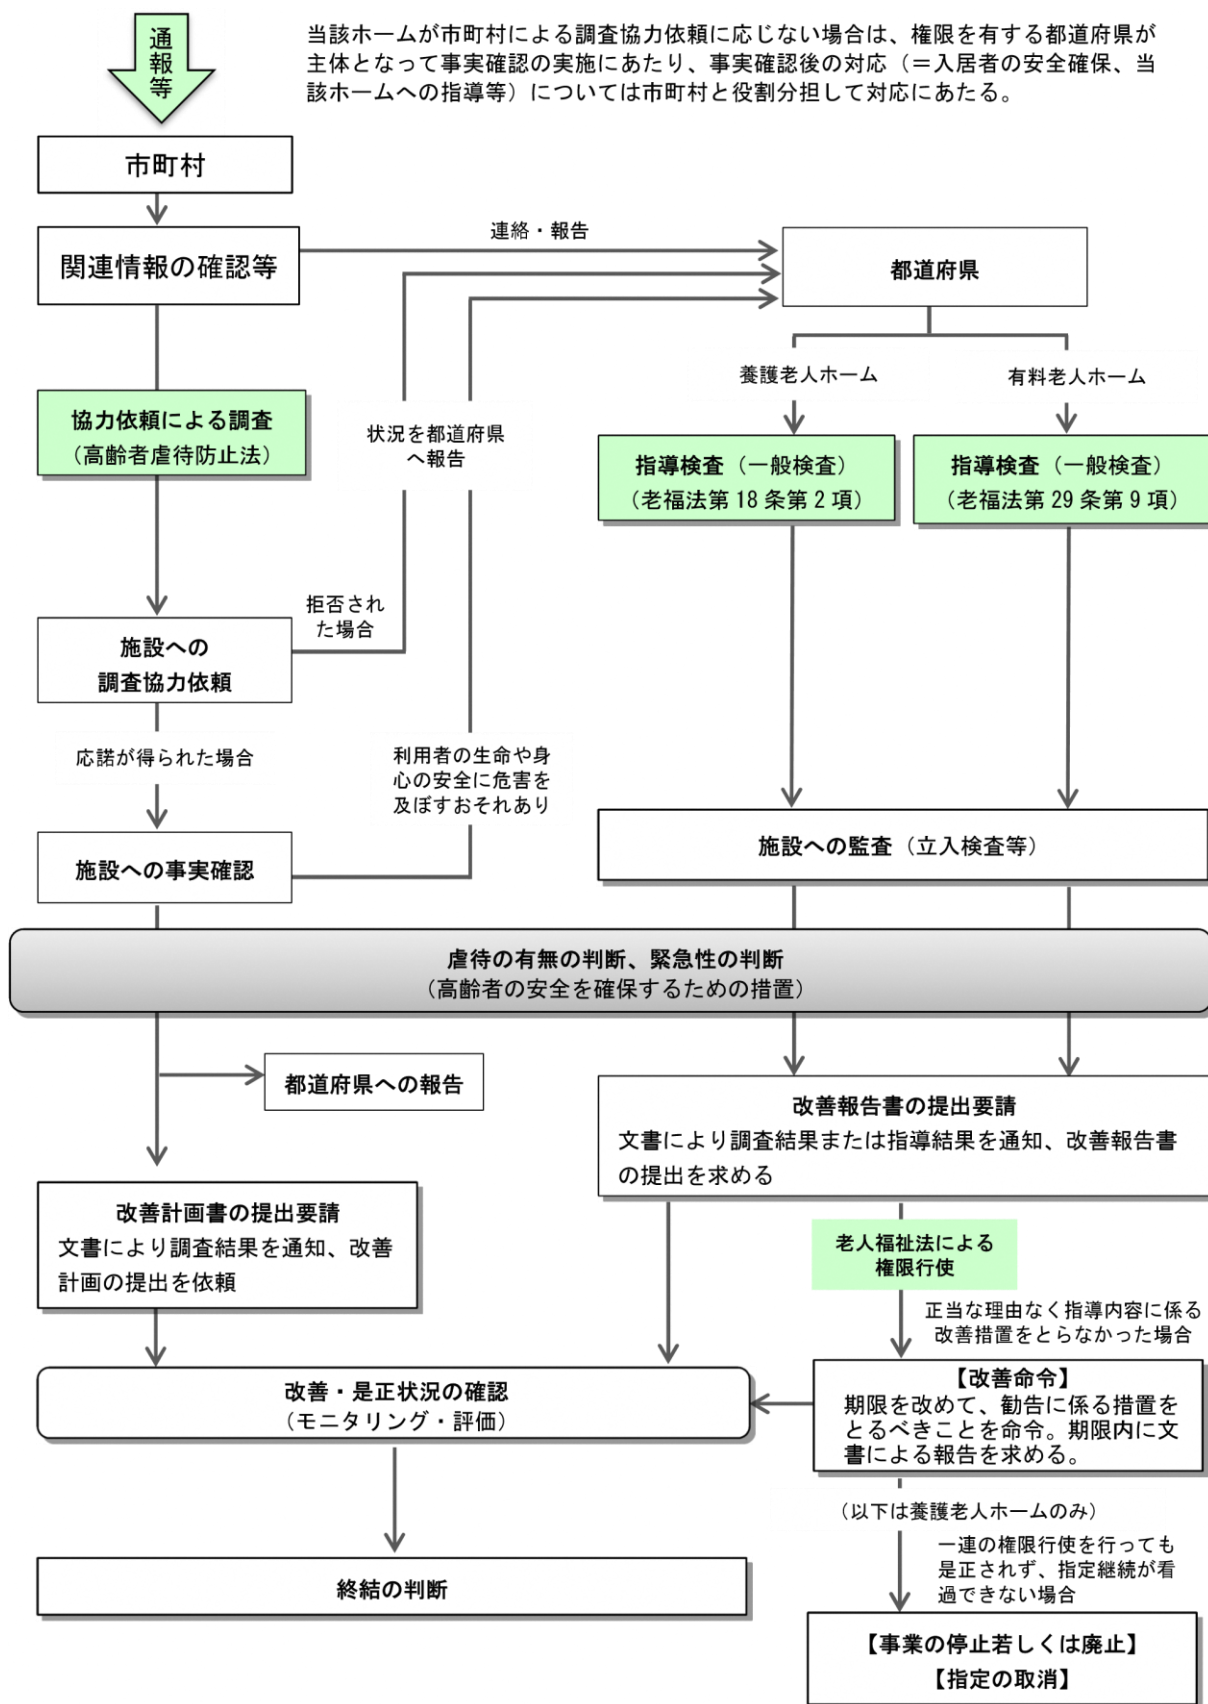 通報等
当該ホームが市町村による調査協力依頼に応じない場合は、権限を有する都道府県が
主体となって事実確認の実施にあたり、事実確認後の対応（＝入居者の安全確保、当
該ホームへの指導等）については市町村と役割分担して対応にあたる。
市町村
関連情報の確認等
連絡・報告
都道府県
養護老人ホーム
有料老人ホーム
協力依頼による調査
（高齢者虐待防止法）
状況を都道府県
へ報告
指導検査（一般検査）
（老福法第 18 条第 2 項）
指導検査（一般検査）
（老福法第 29 条第 9 項）
拒否され
た場合
施設への
調査協力依頼
応諾が得られた場合
利用者の生命や身
心の安全に危害を
及ぼすおそれあり
施設への事実確認
施設への監査（立入検査等）
虐待の有無の判断、緊急性の判断
（高齢者の安全を確保するための措置）
都道府県への報告
改善報告書の提出要請
文書により調査結果または指導結果を通知、改善報告書
の提出を求める
改善計画書の提出要請
文書により調査結果を通知、改善
計画の提出を依頼
老人福祉法による
権限行使
正当な理由なく指導内容に係る
改善措置をとらなかった場合
改善・是正状況の確認
（モニタリング・評価）
【改善命令】
期限を改めて、勧告に係る措置を
とるべきことを命令。期限内に文
書による報告を求める。
（以下は養護老人ホームのみ）
一連の権限行使を行っても
是正されず、指定継続が看
過できない場合
終結の判断
【事業の停止若しくは廃止】
【指定の取消】